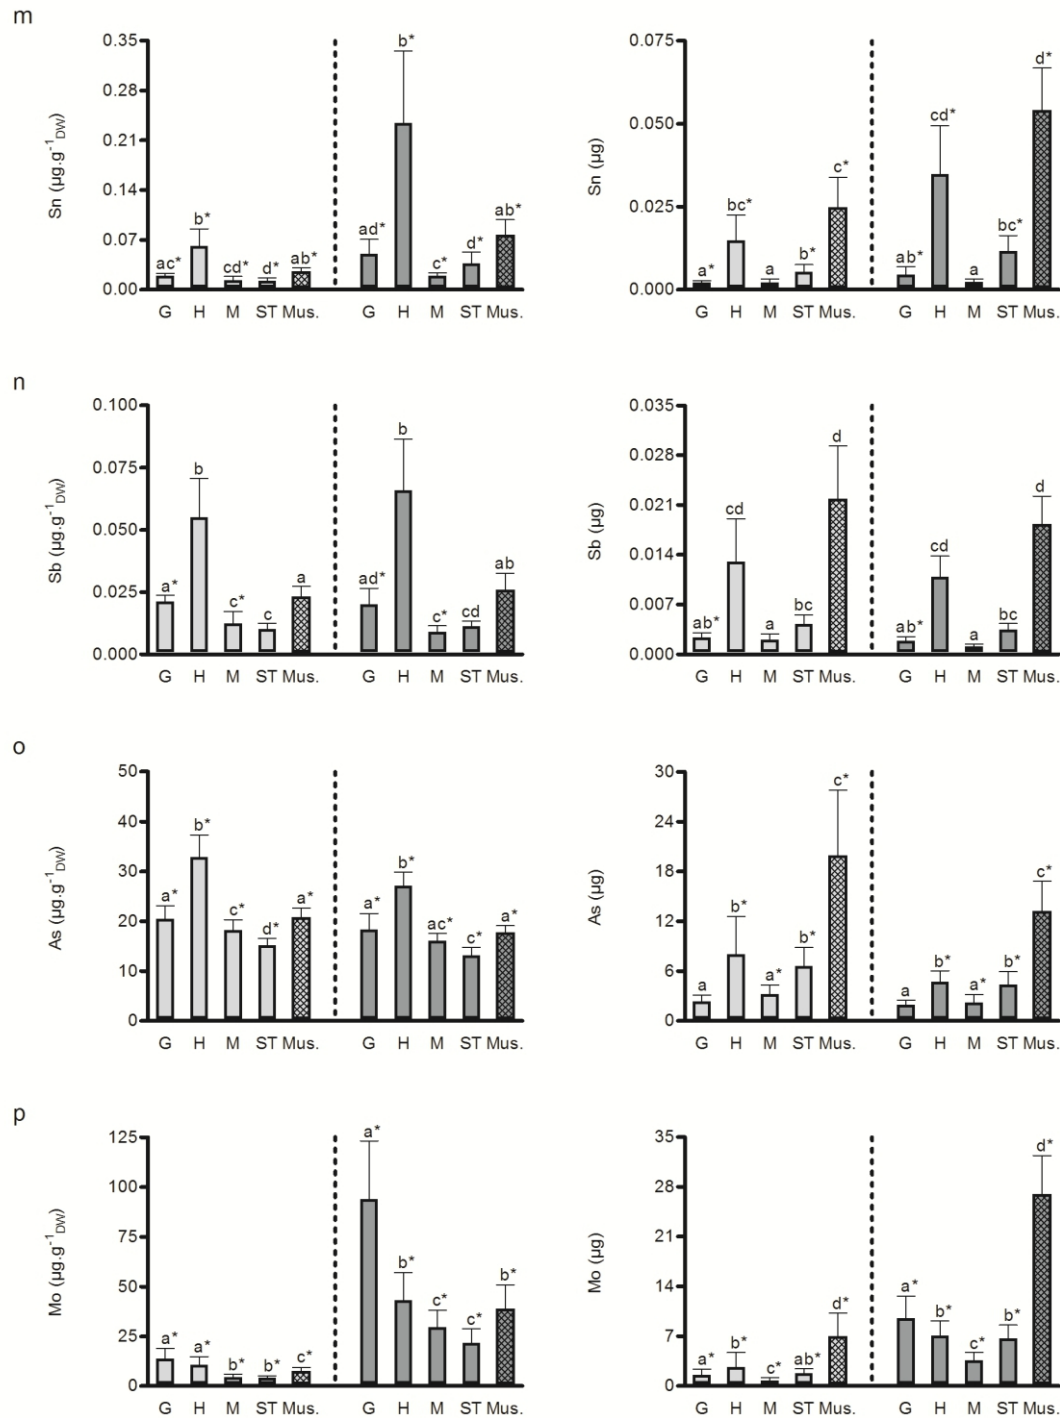 m
Sn (µg.g⁻¹DW)
0.35
0.28
0.21
0.14
0.07
0.00
ac* b* cd* d* ab*
ad* b* c* d* ab*
G H M ST Mus. G H M ST Mus.
Sn (µg)
0.075
0.050
0.025
0.000
a* bc* a b* c*
ab* cd* a bc* d*
G H M ST Mus. G H M ST Mus.
n
Sb (µg.g⁻¹DW)
0.100
0.075
0.050
0.025
0.000
a* b c* c a
ad* b c* cd ab
G H M ST Mus. G H M ST Mus.
Sb (µg)
0.035
0.028
0.021
0.014
0.007
0.000
ab* cd a bc d
ab* cd a bc d
G H M ST Mus. G H M ST Mus.
o
As (µg.g⁻¹DW)
50
40
30
20
10
0
a* b* c* d* a*
a* b* ac* c* a*
G H M ST Mus. G H M ST Mus.
As (µg)
30
24
18
12
6
0
a b* a* b* c*
a b* a* b* c*
G H M ST Mus. G H M ST Mus.
p
Mo (µg.g⁻¹DW)
125
100
75
50
25
0
a* a* b* b* c*
a* b* c* c* b*
G H M ST Mus. G H M ST Mus.
Mo (µg)
35
28
21
14
7
0
a* b* c* ab* d*
a* b* c* b* d*
G H M ST Mus. G H M ST Mus.